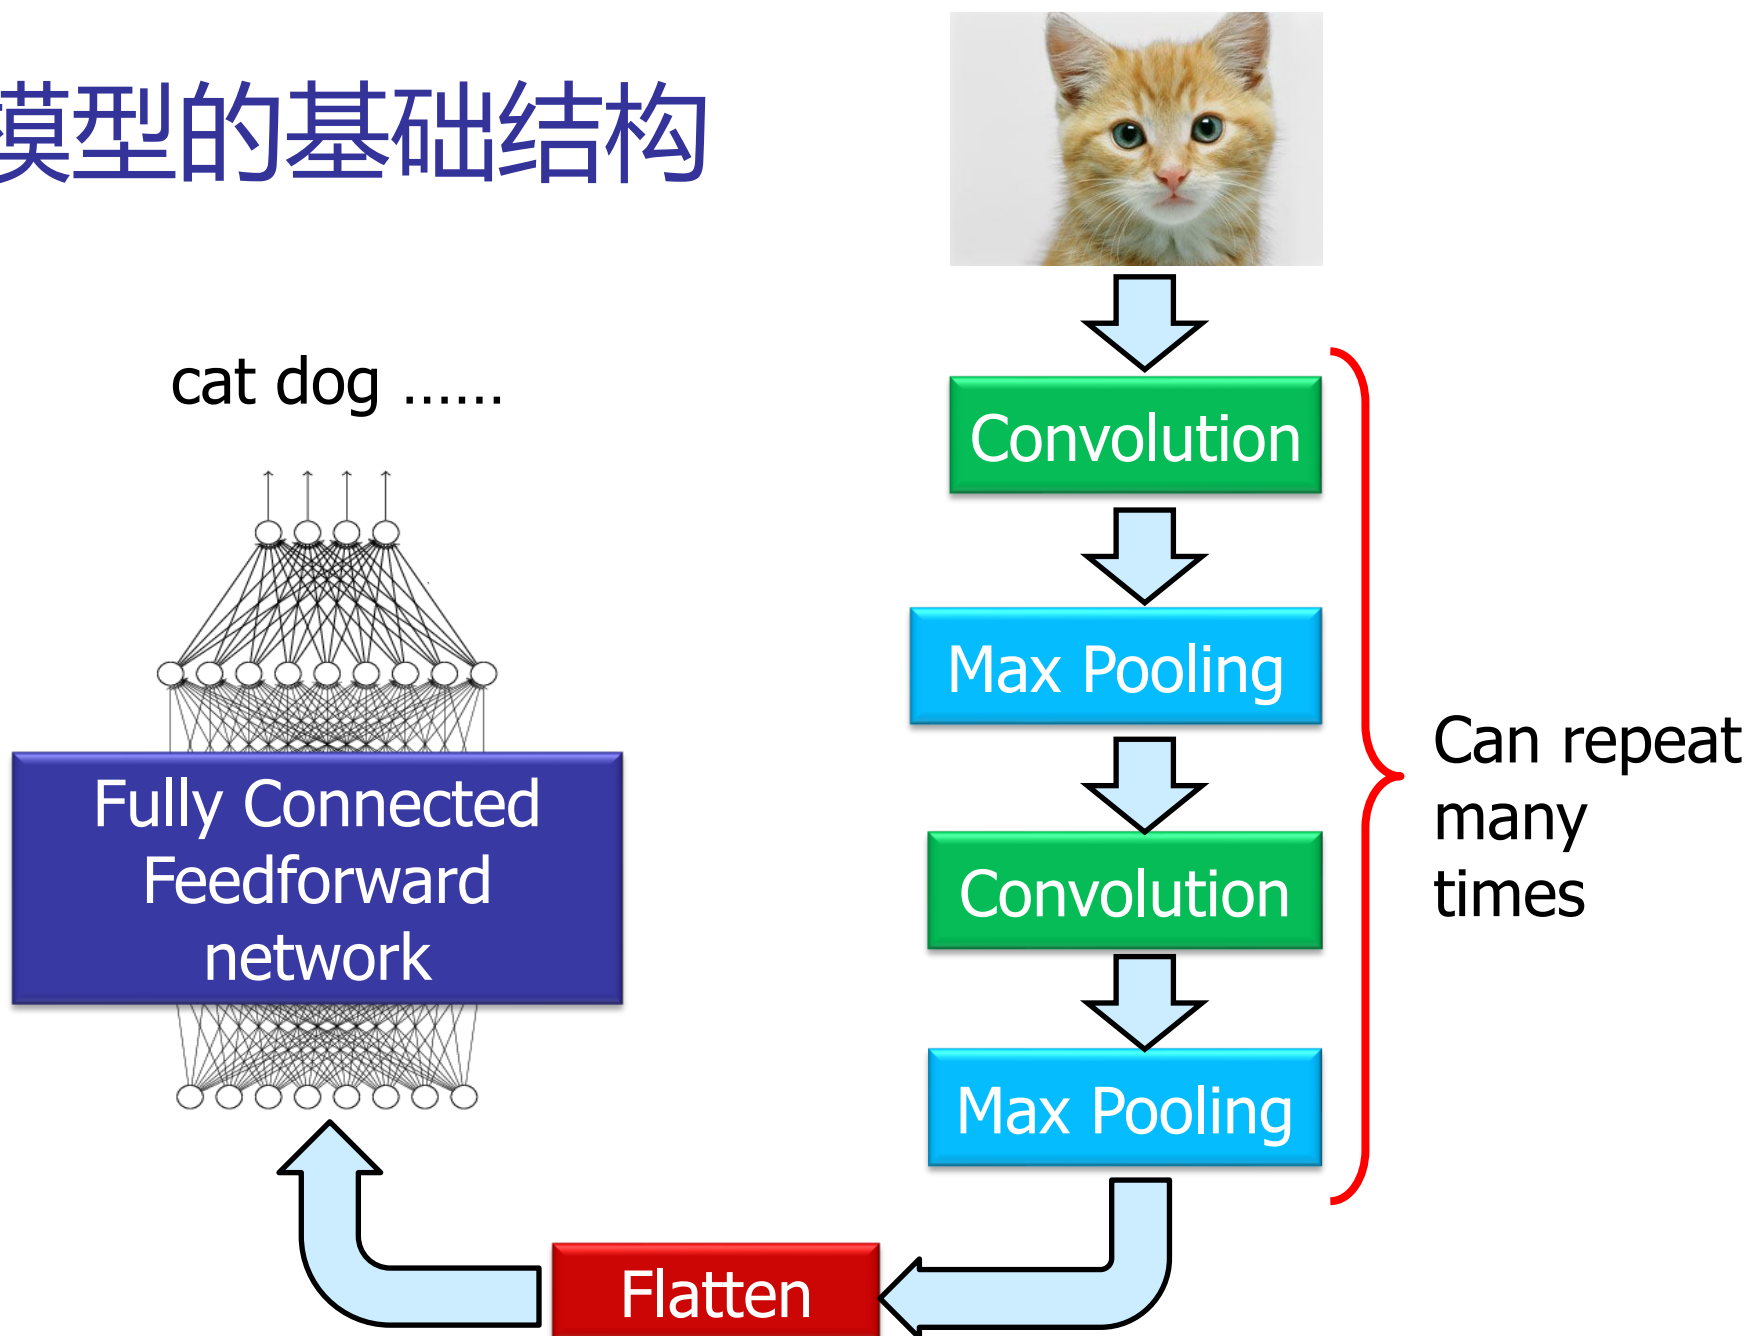 模型的基础结构
cat dog ……
Convolution
Max Pooling
Convolution
Max Pooling
Can repeat
many
times
Flatten
Fully Connected
Feedforward
network